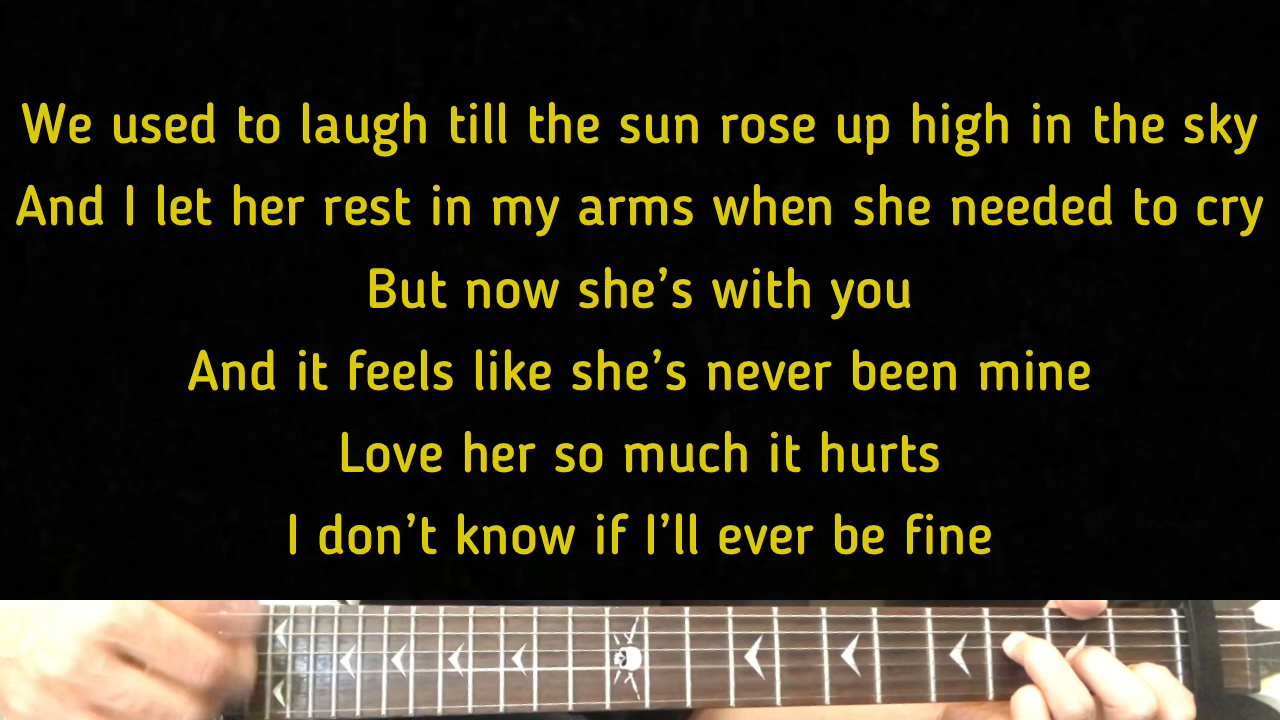 We used to laugh till the sun rose up high in the sky
And I let her rest in my arms when she needed to cry
But now she’s with you
And it feels like she’s never been mine
Love her so much it hurts
I don’t know if I’ll ever be fine